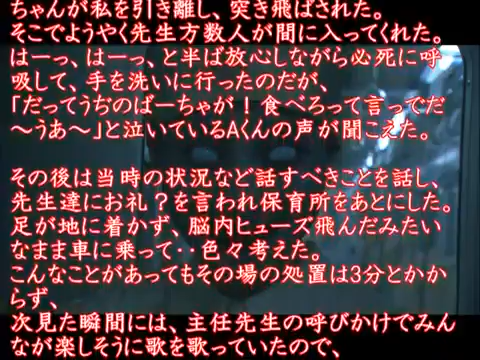 ちゃんが私を引き離し、突き飛ばされた。
そこでようやく先生方数人が間に入ってくれた。
はーっ、はーっ、と半ば放心しながら必死に呼
吸して、手を洗いに行ったのだが、
「だってうぢのばーちゃが！食べろって言ってだ
～うあ～」と泣いているAくんの声が聞こえた。
その後は当時の状況など話すべきことを話し、
先生達にお礼？を言われ保育所をあとにした。
足が地に着かず、脳内ヒューズ飛んだみたい
なまま車に乗って‥色々考えた。
こんなことがあってもその場の処置は3分とかか
らず、
次見た瞬間には、主任先生の呼びかけでみん
なが楽しそうに歌を歌っていたので、